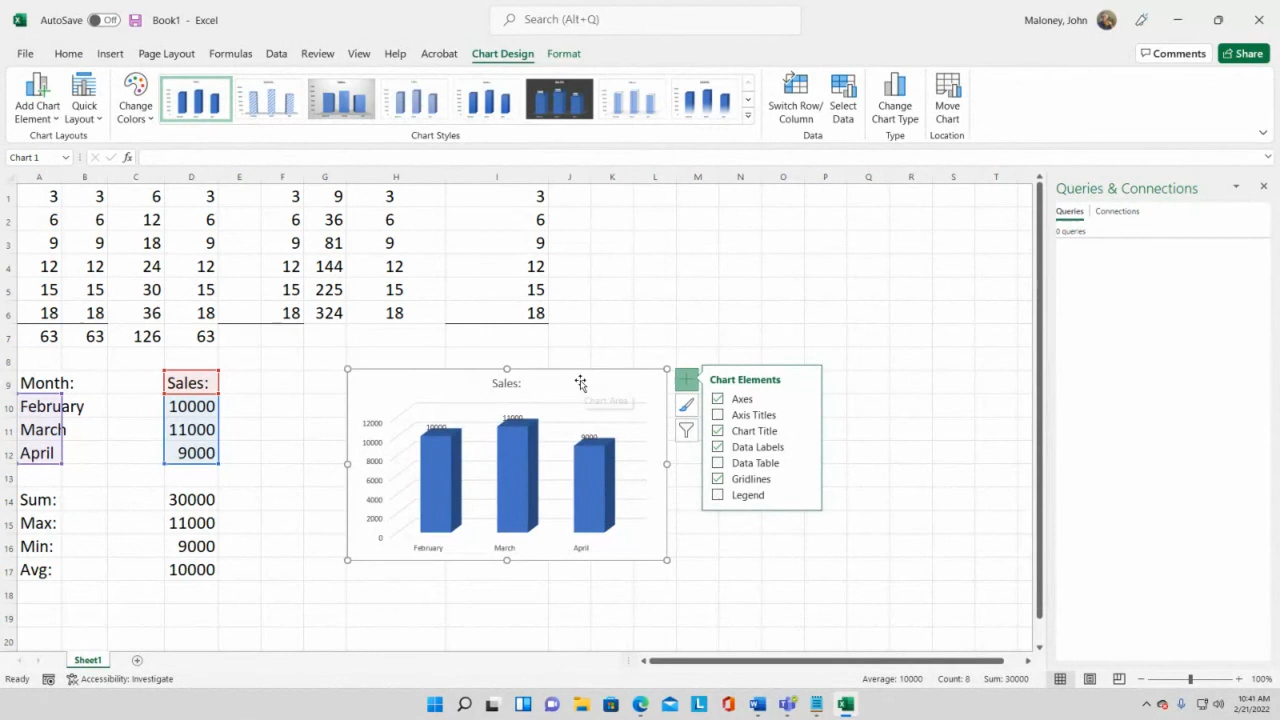 AutoSave Off Book1 - Excel Search (Alt+Q) Maloney, John
File Home Insert Page Layout Formulas Data Review View Help Acrobat Chart Design Format Comments Share
Add Chart Element Quick Layout Change Colors Switch Row/ Column Select Data Change Chart Type Move Chart
Chart Layouts Chart Styles Data Type Location
Chart 1 fx
A B C D E F G H I J K L M N O P Q R S T
1 3 3 6 3 3 9 3 3
2 6 6 12 6 6 36 6 6
3 9 9 18 9 9 81 9 9
4 12 12 24 12 12 144 12 12
5 15 15 30 15 15 225 15 15
6 18 18 36 18 18 324 18 18
7 63 63 126 63
8
9 Month: Sales:
10 February 10000
11 March 11000
12 April 9000
13
14 Sum: 30000
15 Max: 11000
16 Min: 9000
17 Avg: 10000
18
19
20
Sales:
Chart Area
12000
10000
8000
6000
4000
2000
0
10000 11000 9000
February March April
Chart Elements
Axes
Axis Titles
Chart Title
Data Labels
Data Table
Gridlines
Legend
Queries & Connections
Queries Connections
0 queries
Sheet1
Ready Accessibility: Investigate Average: 10000 Count: 8 Sum: 30000 100%
10:41 AM
2/21/2022